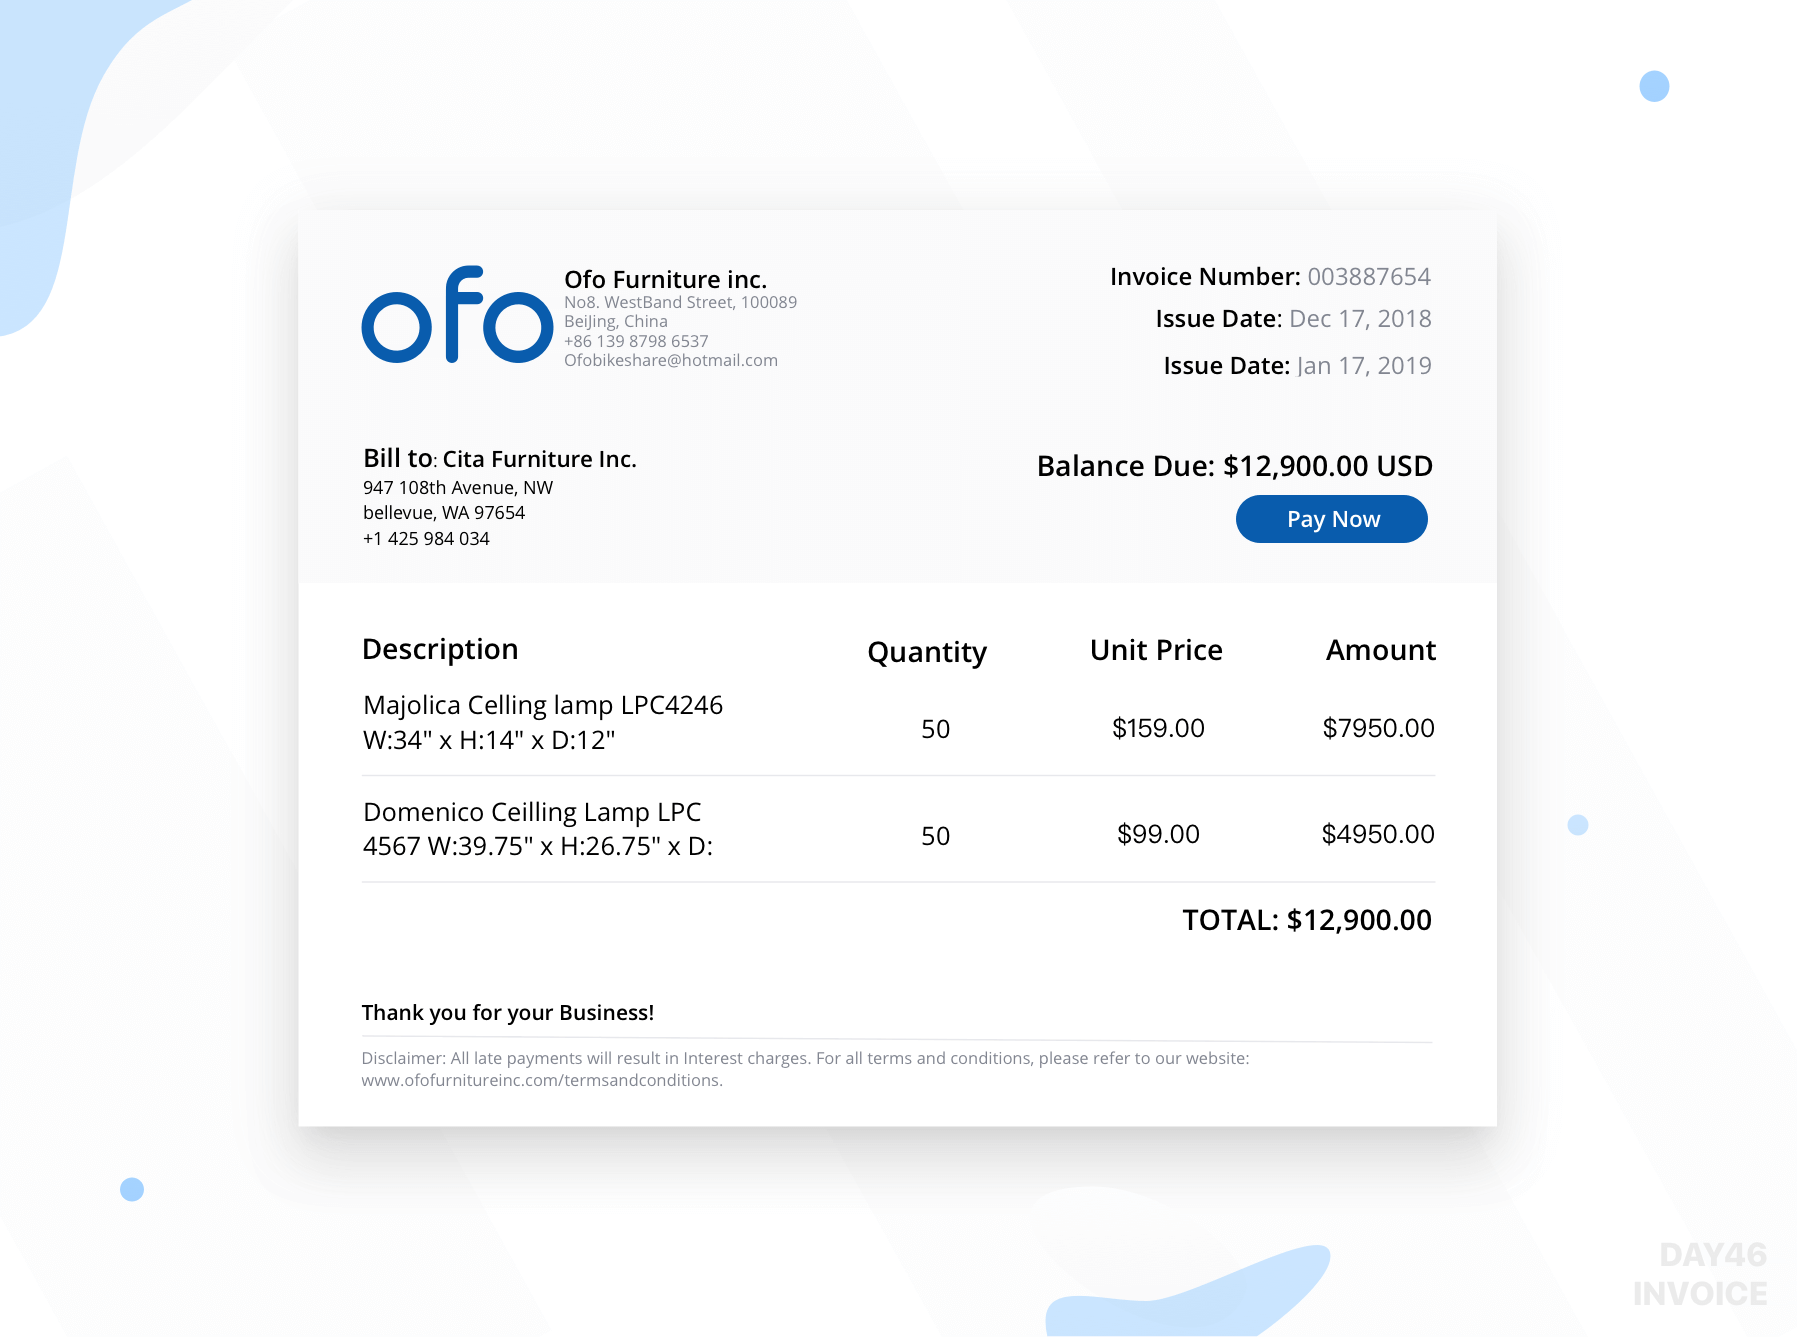 ofo
Ofo Furniture inc.
No8. WestBand Street, 100089
BeiJing, China
+86 139 8798 6537
Ofobikeshare@hotmail.com
Invoice Number: 003887654
Issue Date: Dec 17, 2018
Issue Date: Jan 17, 2019
Bill to: Cita Furniture Inc.
947 108th Avenue, NW
bellevue, WA 97654
+1 425 984 034
Balance Due: $12,900.00 USD
Pay Now
Description Quantity Unit Price Amount
Majolica Celling lamp LPC4246
W:34" x H:14" x D:12"
50 $159.00 $7950.00
Domenico Ceilling Lamp LPC
4567 W:39.75" x H:26.75" x D:
50 $99.00 $4950.00
TOTAL: $12,900.00
Thank you for your Business!
Disclaimer: All late payments will result in Interest charges. For all terms and conditions, please refer to our website:
www.ofofurnitureinc.com/termsandconditions.
DAY46
INVOICE